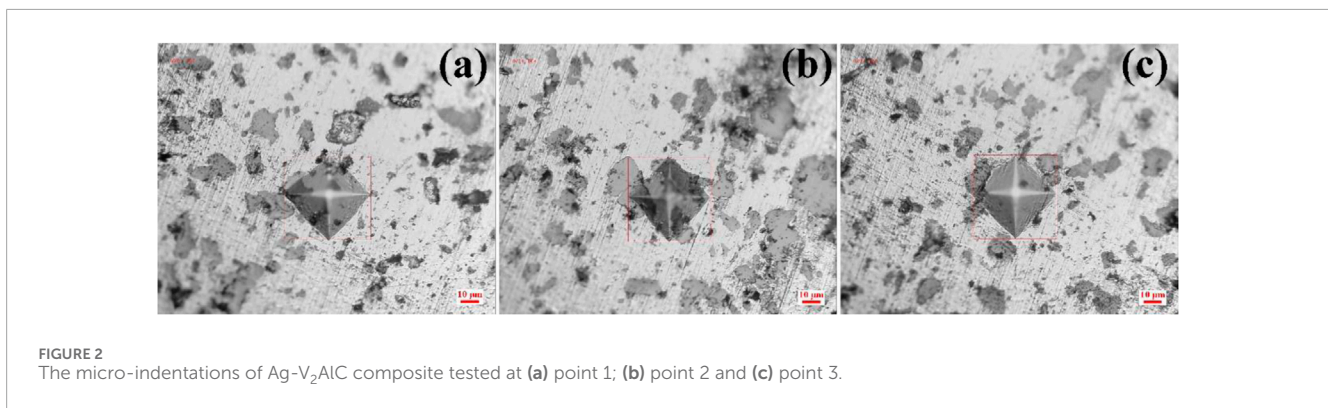 (a)
(b)
(c)
10 μm
10 μm
10 μm
FIGURE 2
The micro-indentations of Ag-V₂AlC composite tested at (a) point 1; (b) point 2 and (c) point 3.